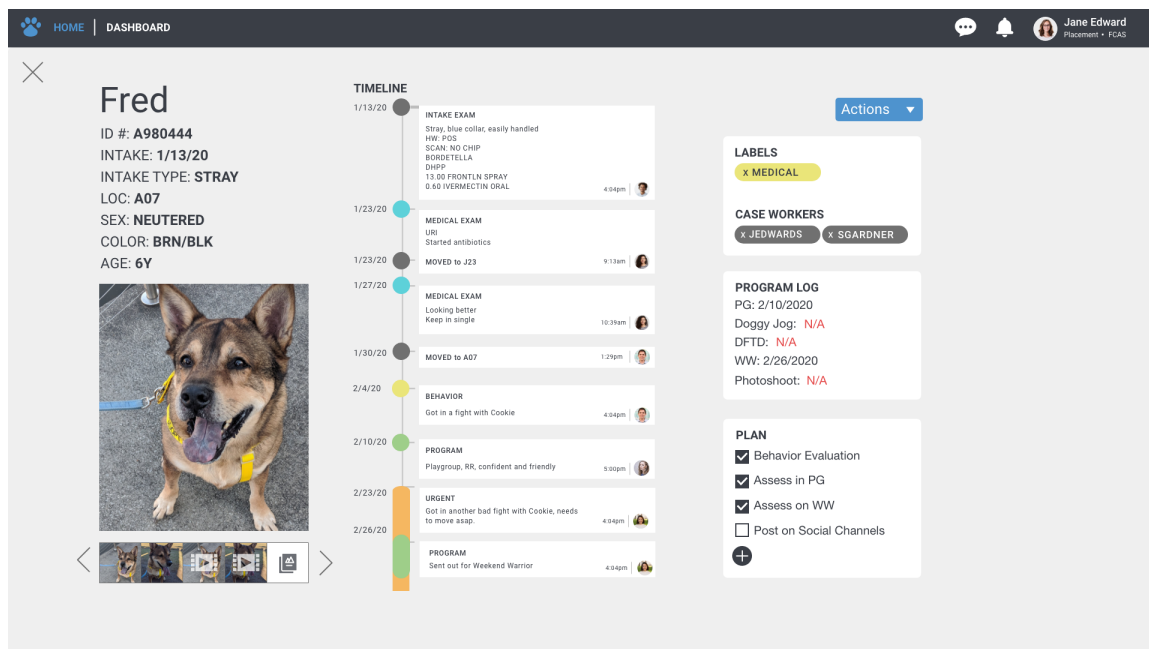 HOME | DASHBOARD
Jane Edward
Placement • FCAS
Fred
ID #: A980444
INTAKE: 1/13/20
INTAKE TYPE: STRAY
LOC: A07
SEX: NEUTERED
COLOR: BRN/BLK
AGE: 6Y
TIMELINE
1/13/20
INTAKE EXAM
Stray, blue collar, easily handled
HW: POS
SCAN: NO CHIP
BORDETELLA
DHPP
13.00 FRONTLN SPRAY
0.60 IVERMECTIN ORAL
4:04pm
1/23/20
MEDICAL EXAM
URI
Started antibiotics
1/23/20
MOVED to J23
9:13am
1/27/20
MEDICAL EXAM
Looking better
Keep in single
10:39am
1/30/20
MOVED to A07
1:29pm
2/4/20
BEHAVIOR
Got in a fight with Cookie
4:04pm
2/10/20
PROGRAM
Playgroup, RR, confident and friendly
5:00pm
2/23/20
URGENT
Got in another bad fight with Cookie, needs
to move asap.
4:04pm
2/26/20
PROGRAM
Sent out for Weekend Warrior
4:04pm
Actions
LABELS
x MEDICAL
CASE WORKERS
x JEDWARDS x SGARDNER
PROGRAM LOG
PG: 2/10/2020
Doggy Jog: N/A
DFTD: N/A
WW: 2/26/2020
Photoshoot: N/A
PLAN
Behavior Evaluation
Assess in PG
Assess on WW
Post on Social Channels